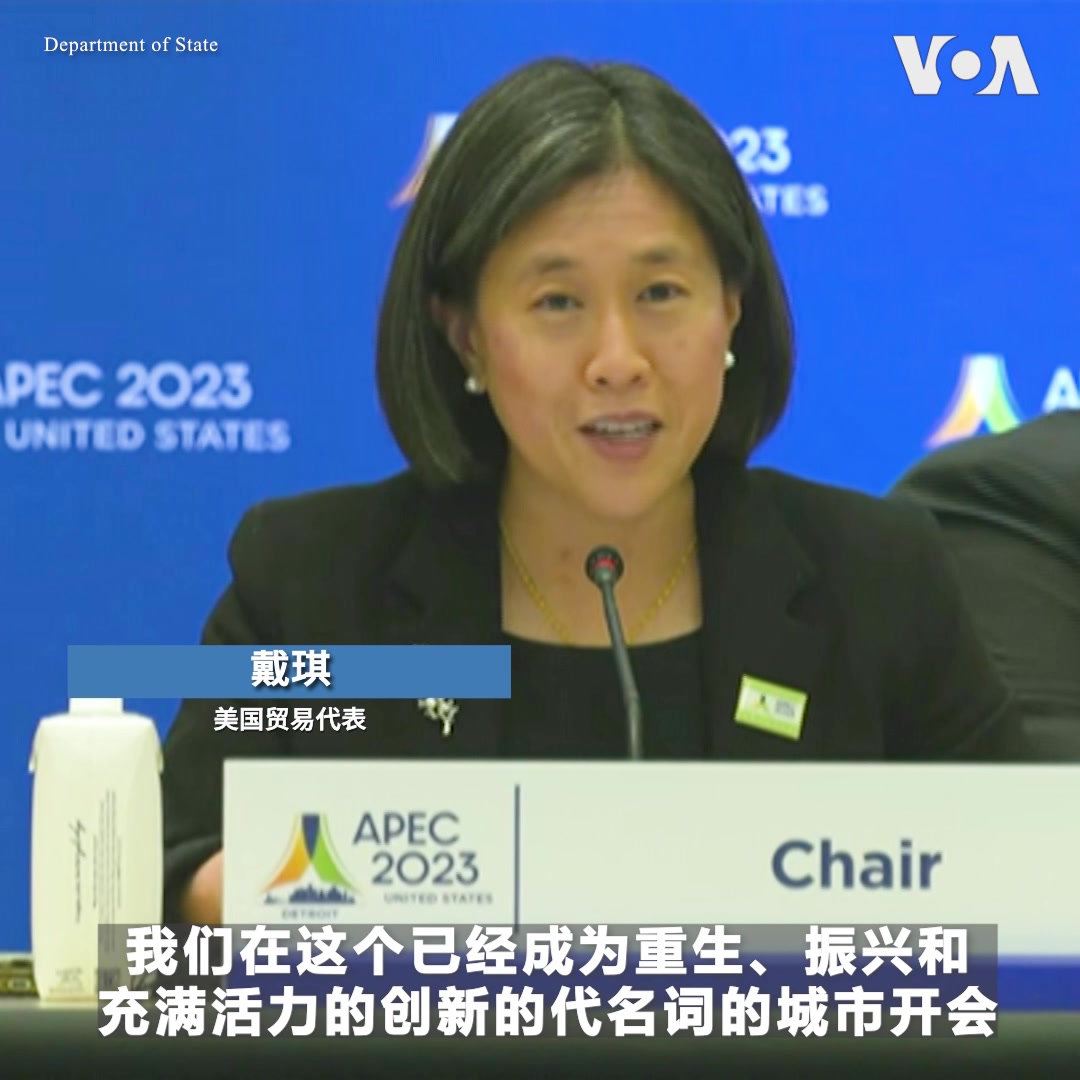 Department of State
VOA
23
TATES
APEC 2023
UNITED STATES
A
戴琪
美国贸易代表
APEC
2023
UNITED STATES
DETROIT
Chair
我们在这个已经成为重生、振兴和
充满活力的创新的代名词的城市开会